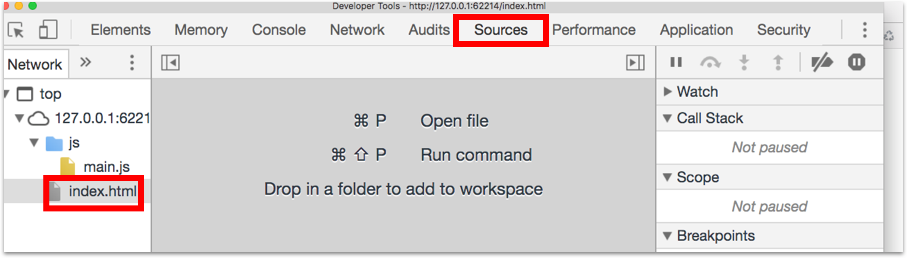 Developer Tools - http://127.0.0.1:62214/index.html
Elements Memory Console Network Audits Sources Performance Application Security
Network »
top
127.0.0.1:6221
js
main.js
index.html
⌘ P Open file
⌘ ⇧ P Run command
Drop in a folder to add to workspace
Watch
Call Stack
Not paused
Scope
Not paused
Breakpoints